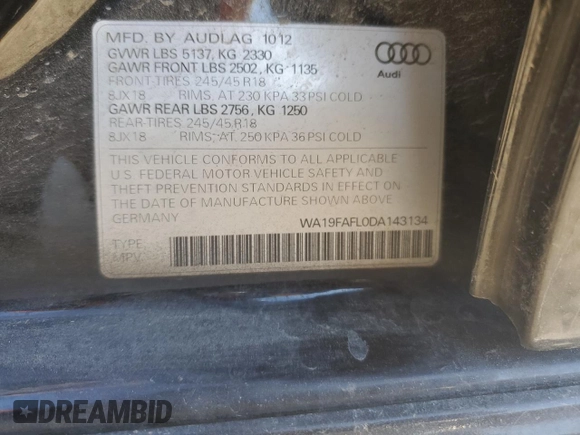 MFD. BY AUDI AG 10 12
GVWR LBS 5137, KG 2330
GAWR FRONT LBS 2502, KG 1135
FRONT TIRES 245/45 R18
8JX18 RIMS, AT 230 KPA 33 PSI COLD
GAWR REAR LBS 2756, KG 1250
REAR TIRES 245/45 R18
8JX18 RIMS, AT 250 KPA 36 PSI COLD
Audi
THIS VEHICLE CONFORMS TO ALL APPLICABLE
U.S. FEDERAL MOTOR VEHICLE SAFETY AND
THEFT PREVENTION STANDARDS IN EFFECT ON
THE DATE OF MANUFACTURE SHOWN ABOVE
GERMANY WA19FAFL0DA143134
TYPE:
MPV
DREAMBID